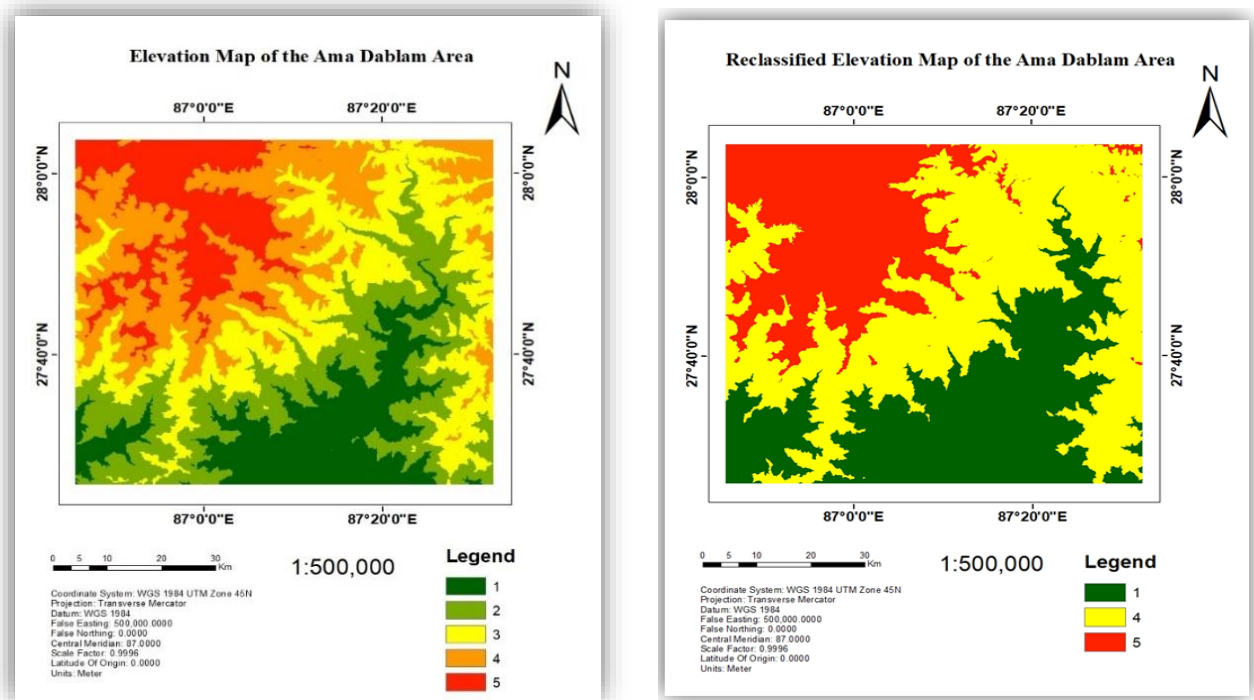 Elevation Map of the Ama Dablam Area
N
87°0'0"E 87°20'0"E
28°0'0"N 28°0'0"N
27°40'0"N 27°40'0"N
87°0'0"E 87°20'0"E
0 5 10 20 30
Km
1:500,000
Coordinate System: WGS 1984 UTM Zone 45N
Projection: Transverse Mercator
Datum: WGS 1984
False Easting: 500,000.0000
False Northing: 0.0000
Central Meridian: 87.0000
Scale Factor: 0.9996
Latitude Of Origin: 0.0000
Units: Meter
Legend
1
2
3
4
5
Reclassified Elevation Map of the Ama Dablam Area
N
87°0'0"E 87°20'0"E
28°0'0"N 28°0'0"N
27°40'0"N 27°40'0"N
87°0'0"E 87°20'0"E
0 5 10 20 30
Km
1:500,000
Coordinate System: WGS 1984 UTM Zone 45N
Projection: Transverse Mercator
Datum: WGS 1984
False Easting: 500,000.0000
False Northing: 0.0000
Central Meridian: 87.0000
Scale Factor: 0.9996
Latitude Of Origin: 0.0000
Units: Meter
Legend
1
4
5